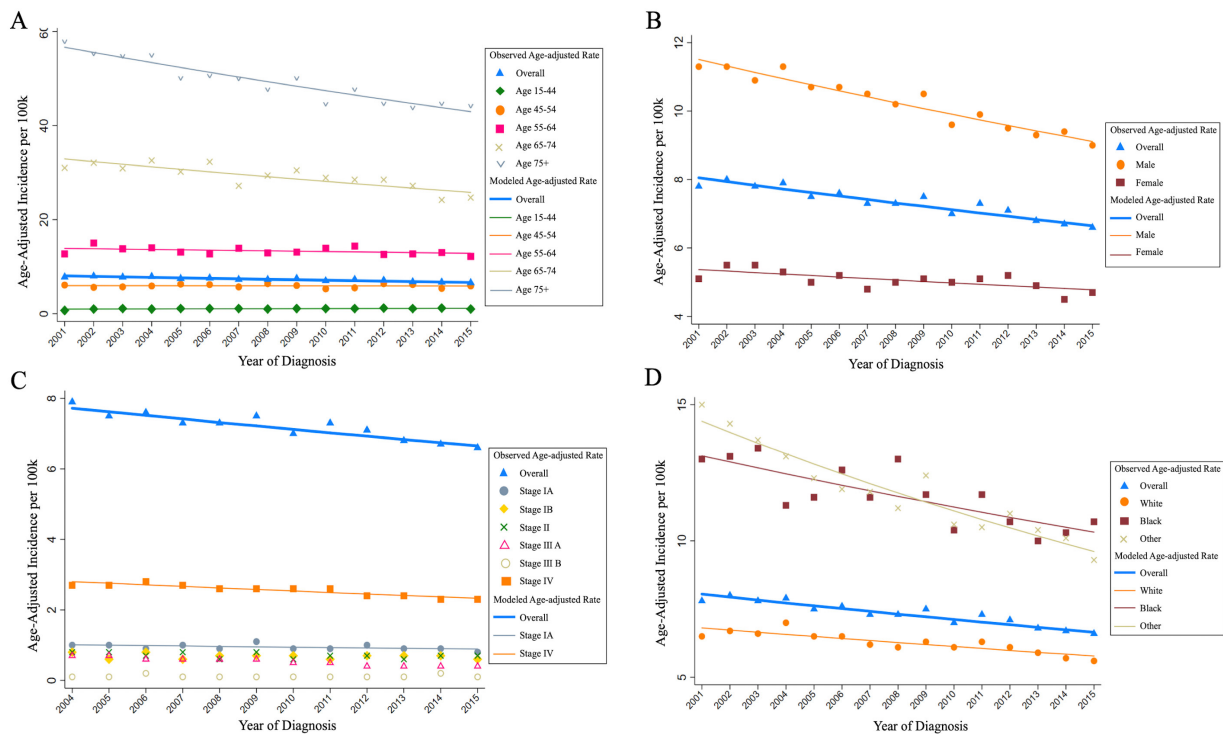 A
Age-Adjusted Incidence per 100k
60
40
20
0
2001 2002 2003 2004 2005 2006 2007 2008 2009 2010 2011 2012 2013 2014 2015
Year of Diagnosis
Observed Age-adjusted Rate
Overall
Age 15-44
Age 45-54
Age 55-64
Age 65-74
Age 75+
Modeled Age-adjusted Rate
Overall
Age 15-44
Age 45-54
Age 55-64
Age 65-74
Age 75+
B
Age-Adjusted Incidence per 100k
12
10
8
6
4
2001 2002 2003 2004 2005 2006 2007 2008 2009 2010 2011 2012 2013 2014 2015
Year of Diagnosis
Observed Age-adjusted Rate
Overall
Male
Female
Modeled Age-adjusted Rate
Overall
Male
Female
C
Age-Adjusted Incidence per 100k
8
6
4
2
0
2004 2005 2006 2007 2008 2009 2010 2011 2012 2013 2014 2015
Year of Diagnosis
Observed Age-adjusted Rate
Overall
Stage IA
Stage IB
Stage II
Stage III A
Stage III B
Stage IV
Modeled Age-adjusted Rate
Overall
Stage IA
Stage IV
D
Age-Adjusted Incidence per 100k
15
10
5
2001 2002 2003 2004 2005 2006 2007 2008 2009 2010 2011 2012 2013 2014 2015
Year of Diagnosis
Observed Age-adjusted Rate
Overall
White
Black
Other
Modeled Age-adjusted Rate
Overall
White
Black
Other